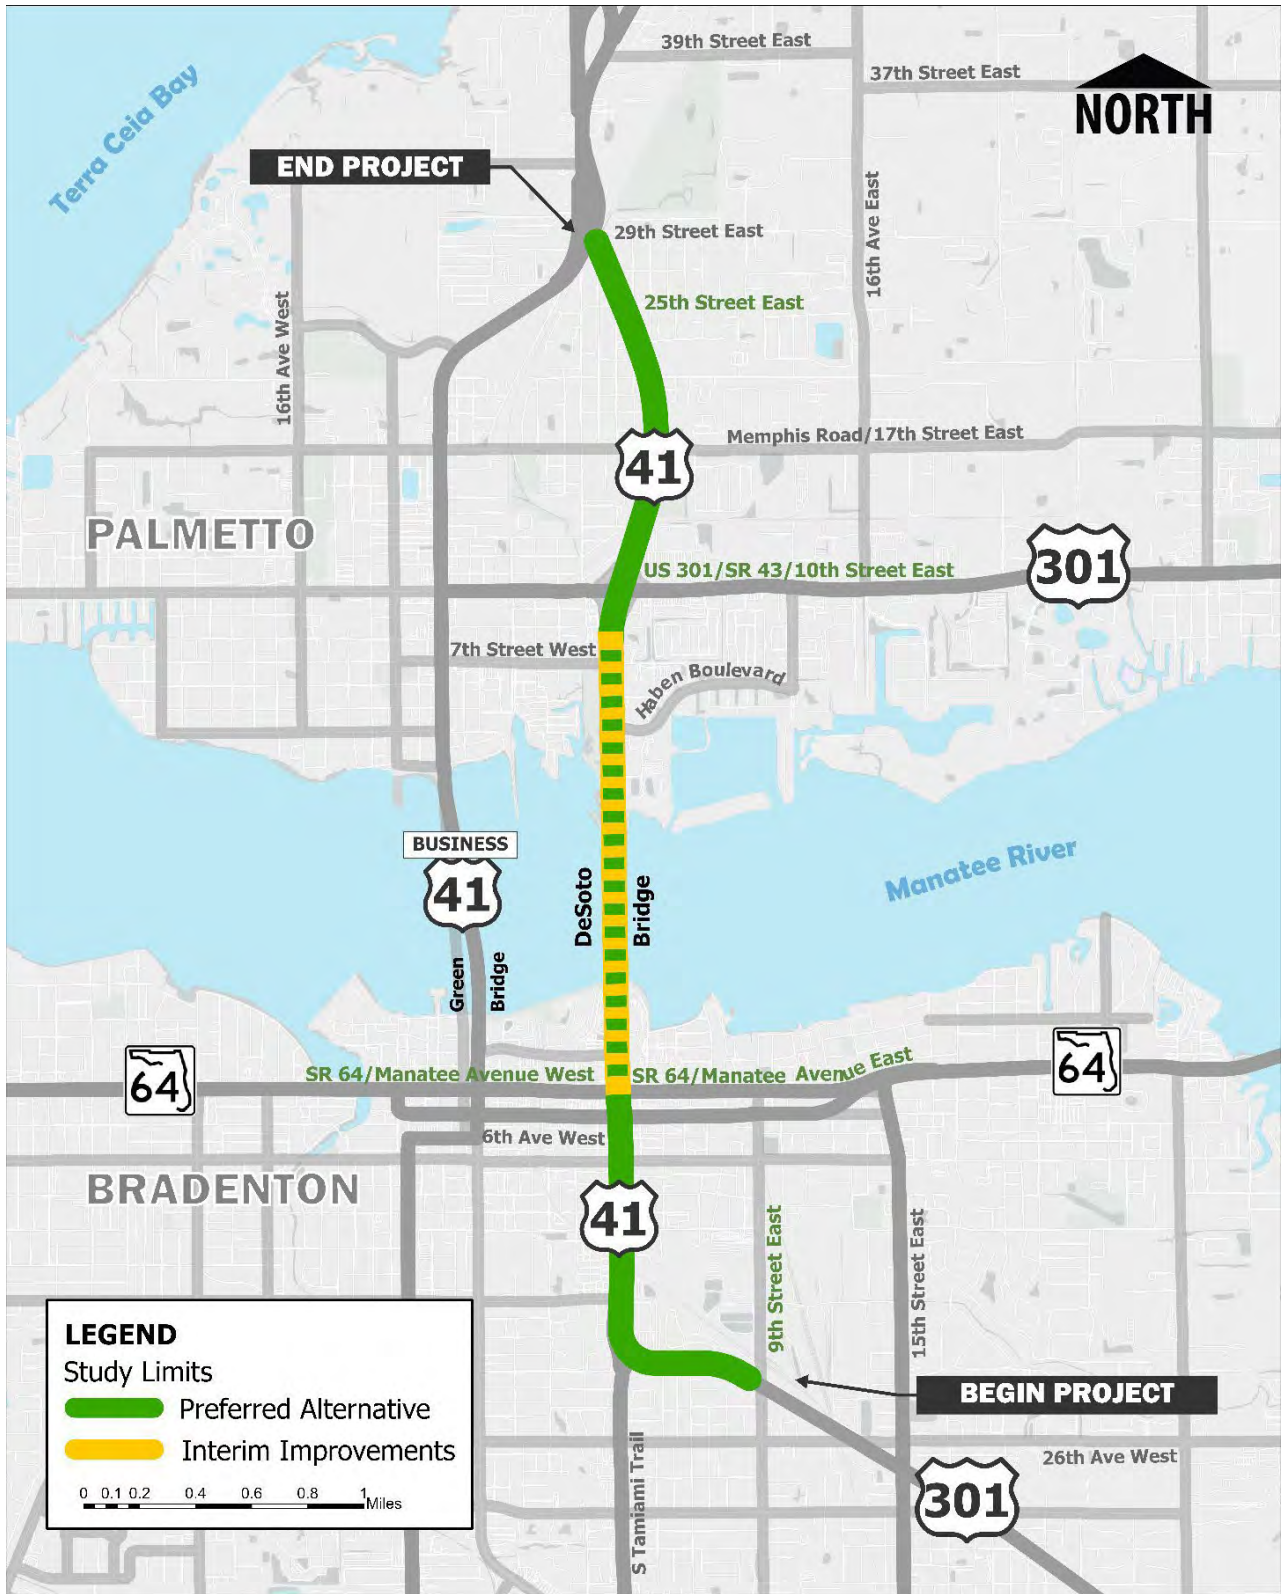 39th Street East
37th Street East
NORTH
Terra Ceia Bay
END PROJECT
16th Ave East
29th Street East
25th Street East
16th Ave West
Memphis Road/17th Street East
41
PALMETTO
301
US 301/SR 43/10th Street East
7th Street West
Haben Boulevard
BUSINESS
41
Manatee River
DeSoto
Bridge
Green
Bridge
64
SR 64/Manatee Avenue West
SR 64/Manatee Avenue East
64
6th Ave West
BRADENTON
41
9th Street East
15th Street East
BEGIN PROJECT
LEGEND
Study Limits
Preferred Alternative
Interim Improvements
0 0.1 0.2 0.4 0.6 0.8 1
Miles
S Tamiami Trail
26th Ave West
301